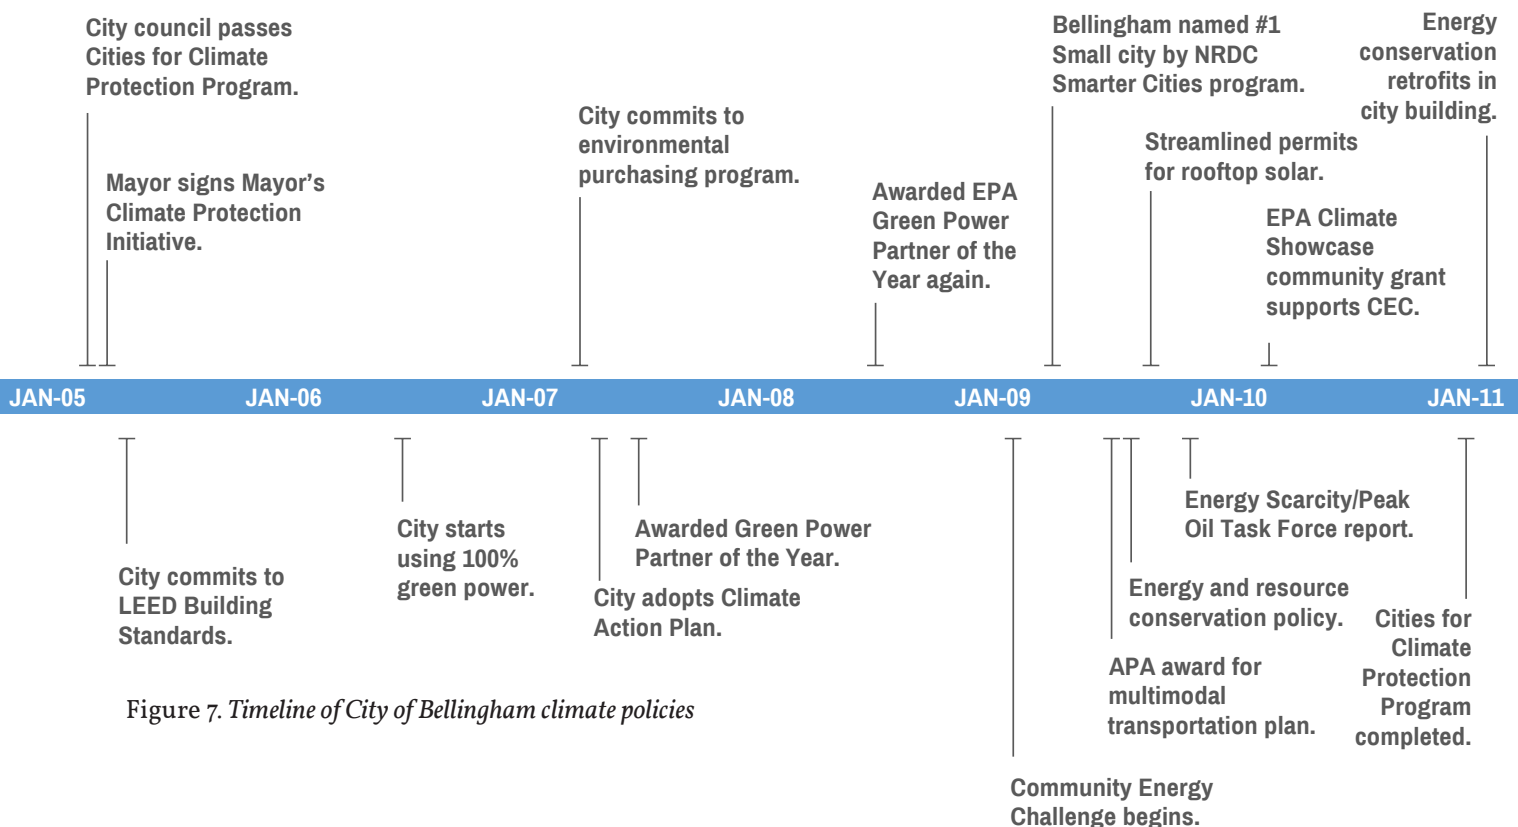 City council passes
Cities for Climate
Protection Program.
Mayor signs Mayor’s
Climate Protection
Initiative.
City commits to
environmental
purchasing program.
Awarded EPA
Green Power
Partner of the
Year again.
Bellingham named #1
Small city by NRDC
Smarter Cities program.
Streamlined permits
for rooftop solar.
EPA Climate
Showcase
community grant
supports CEC.
Energy
conservation
retrofits in
city building.
JAN-05 JAN-06 JAN-07 JAN-08 JAN-09 JAN-10 JAN-11
City commits to
LEED Building
Standards.
City starts
using 100%
green power.
Awarded Green Power
Partner of the Year.
City adopts Climate
Action Plan.
Energy Scarcity/Peak
Oil Task Force report.
Energy and resource
conservation policy.
APA award for
multimodal
transportation plan.
Cities for
Climate
Protection
Program
completed.
Community Energy
Challenge begins.
Figure 7. Timeline of City of Bellingham climate policies